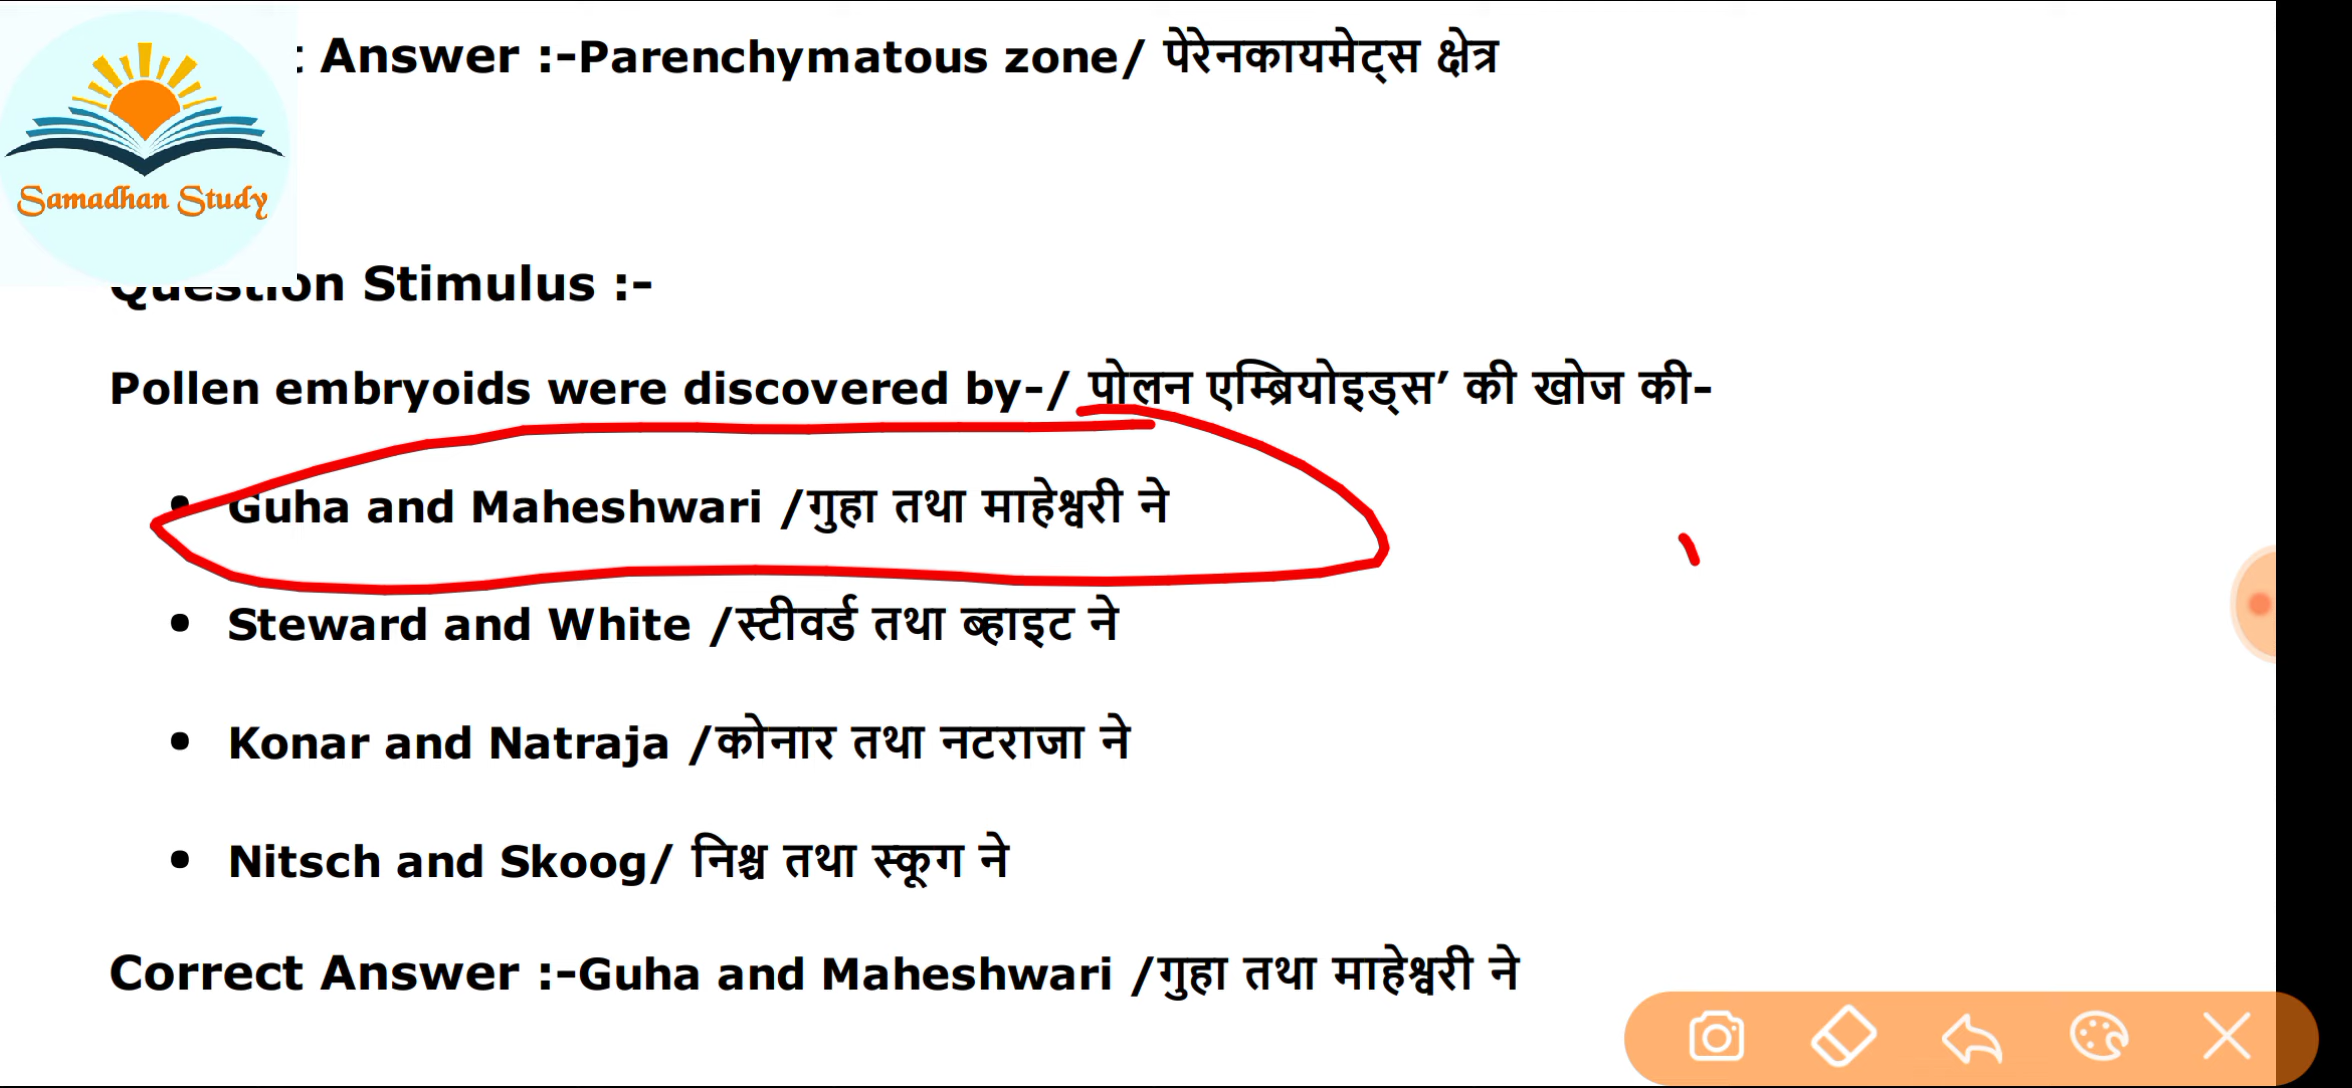 t Answer :-Parenchymatous zone/ पेरेनकायमेट्स क्षेत्र
Samadhan Study
Question Stimulus :-
Pollen embryoids were discovered by-/ पोलन एम्ब्रियोइड्स’ की खोज की-
• Guha and Maheshwari /गुहा तथा माहेश्वरी ने
• Steward and White /स्टीवर्ड तथा ब्हाइट ने
• Konar and Natraja /कोनार तथा नटराजा ने
• Nitsch and Skoog/ निश्च तथा स्कूग ने
Correct Answer :-Guha and Maheshwari /गुहा तथा माहेश्वरी ने